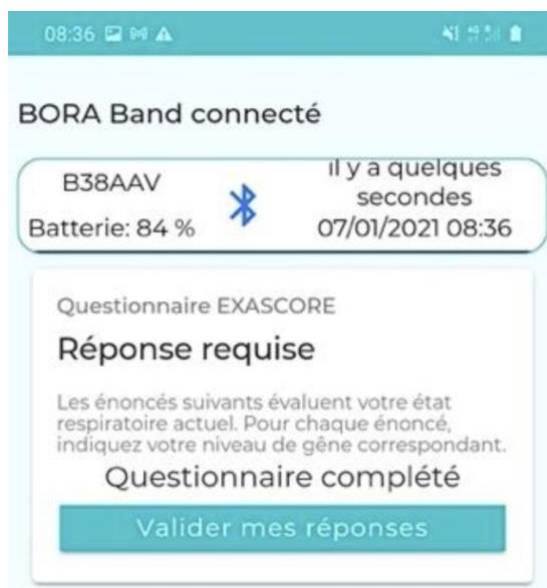 08:36
BORA Band connecté
B38AAV
Batterie: 84 %
il y a quelques
secondes
07/01/2021 08:36
Questionnaire EXASCORE
Réponse requise
Les énoncés suivants évaluent votre état
respiratoire actuel. Pour chaque énoncé,
indiquez votre niveau de gêne correspondant.
Questionnaire complété
Valider mes réponses